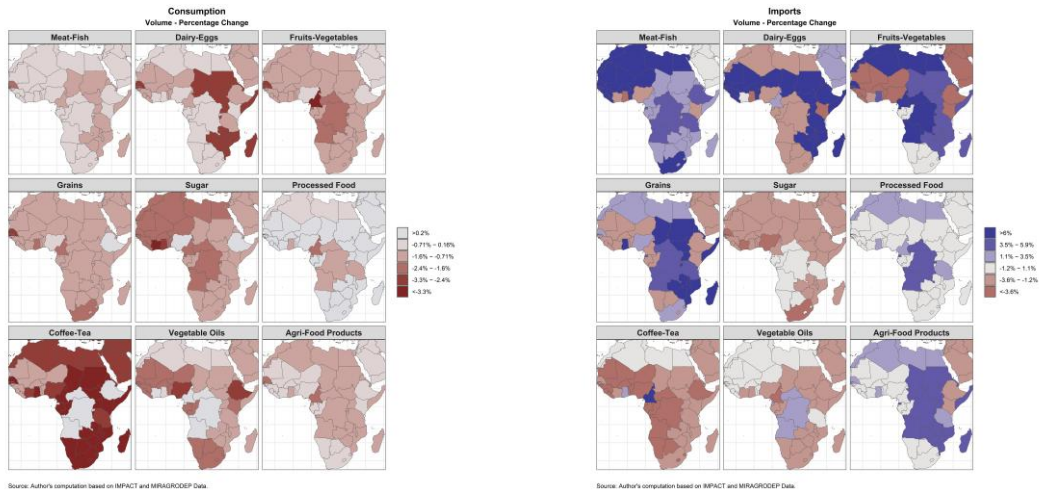 Consumption
Volume - Percentage Change
Meat-Fish
Dairy-Eggs
Fruits-Vegetables
Grains
Sugar
Processed Food
>0.2%
-0.71% ~ 0.16%
-1.6% ~ -0.71%
-2.4% ~ -1.6%
-3.3% ~ -2.4%
<-3.3%
Coffee-Tea
Vegetable Oils
Agri-Food Products
Source: Author's computation based on IMPACT and MIRAGRODEP Data.
Imports
Volume - Percentage Change
Meat-Fish
Dairy-Eggs
Fruits-Vegetables
Grains
Sugar
Processed Food
>6%
3.5% ~ 5.9%
1.1% ~ 3.5%
-1.2% ~ 1.1%
-3.6% ~ -1.2%
<-3.6%
Coffee-Tea
Vegetable Oils
Agri-Food Products
Source: Author's computation based on IMPACT and MIRAGRODEP Data.